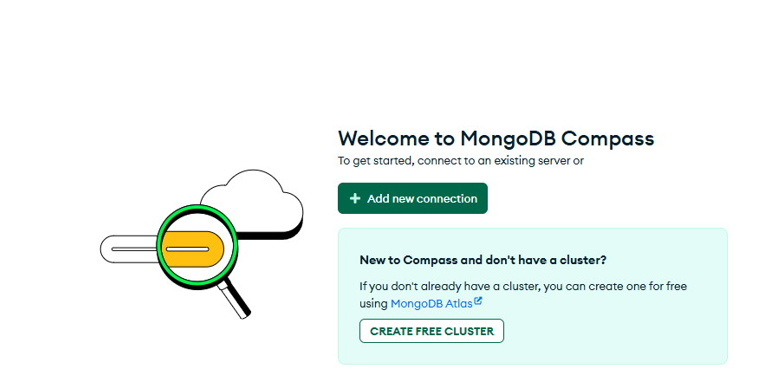 Welcome to MongoDB Compass
To get started, connect to an existing server or
+ Add new connection
New to Compass and don't have a cluster?
If you don't already have a cluster, you can create one for free
using MongoDB Atlas
CREATE FREE CLUSTER